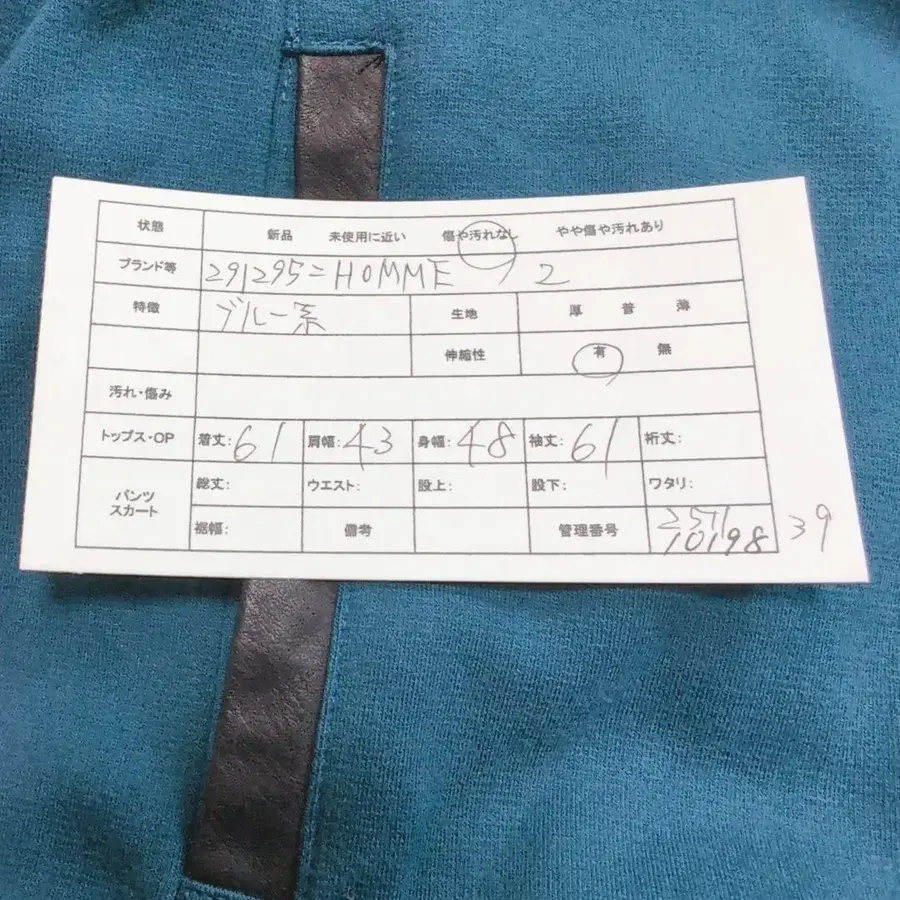 状態 新品 未使用に近い 傷や汚れなし やや傷や汚れあり
ブランド等 291295=HOMME 2
特徴 ブルー系 生地 厚 普 薄
伸縮性 有 無
汚れ・傷み
トップス・OP 着丈: 61 肩幅: 43 身幅: 48 袖丈: 61 裄丈:
パンツ スカート 総丈: ウエスト: 股上: 股下: ワタリ:
裾幅: 備考 管理番号 2511 10198 39